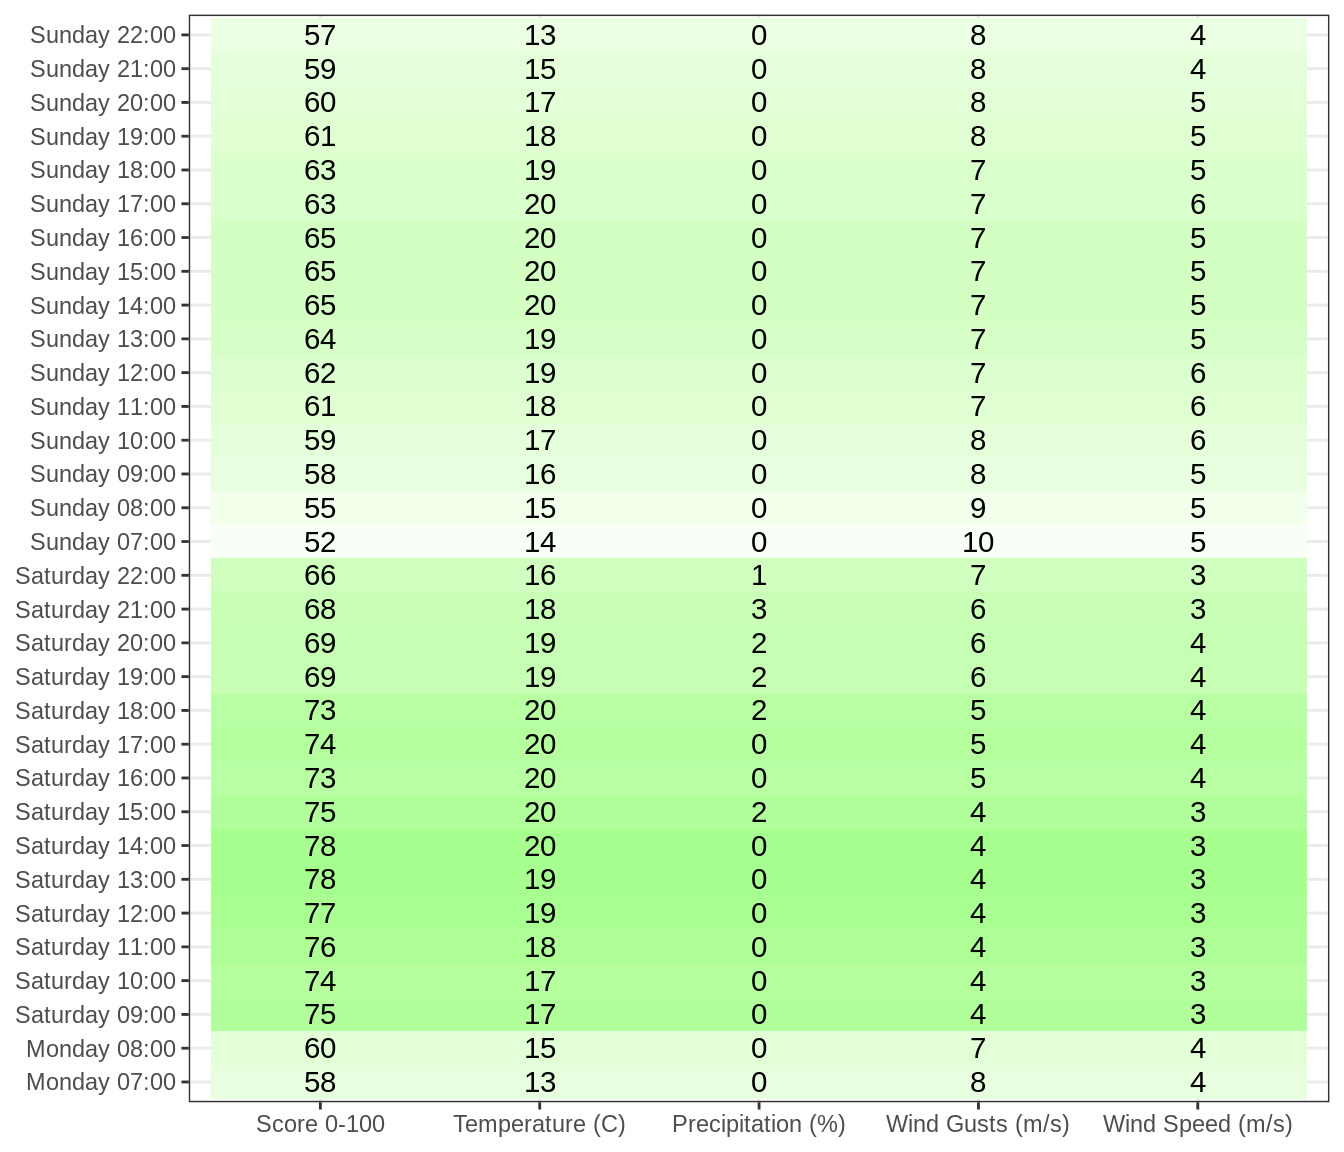 Sunday 22:00 57 13 0 8 4
Sunday 21:00 59 15 0 8 4
Sunday 20:00 60 17 0 8 5
Sunday 19:00 61 18 0 8 5
Sunday 18:00 63 19 0 7 5
Sunday 17:00 63 20 0 7 6
Sunday 16:00 65 20 0 7 5
Sunday 15:00 65 20 0 7 5
Sunday 14:00 65 20 0 7 5
Sunday 13:00 64 19 0 7 5
Sunday 12:00 62 19 0 7 6
Sunday 11:00 61 18 0 7 6
Sunday 10:00 59 17 0 8 6
Sunday 09:00 58 16 0 8 5
Sunday 08:00 55 15 0 9 5
Sunday 07:00 52 14 0 10 5
Saturday 22:00 66 16 1 7 3
Saturday 21:00 68 18 3 6 3
Saturday 20:00 69 19 2 6 4
Saturday 19:00 69 19 2 6 4
Saturday 18:00 73 20 2 5 4
Saturday 17:00 74 20 0 5 4
Saturday 16:00 73 20 0 5 4
Saturday 15:00 75 20 2 4 3
Saturday 14:00 78 20 0 4 3
Saturday 13:00 78 19 0 4 3
Saturday 12:00 77 19 0 4 3
Saturday 11:00 76 18 0 4 3
Saturday 10:00 74 17 0 4 3
Saturday 09:00 75 17 0 4 3
Monday 08:00 60 15 0 7 4
Monday 07:00 58 13 0 8 4
Score 0-100 Temperature (C) Precipitation (%) Wind Gusts (m/s) Wind Speed (m/s)